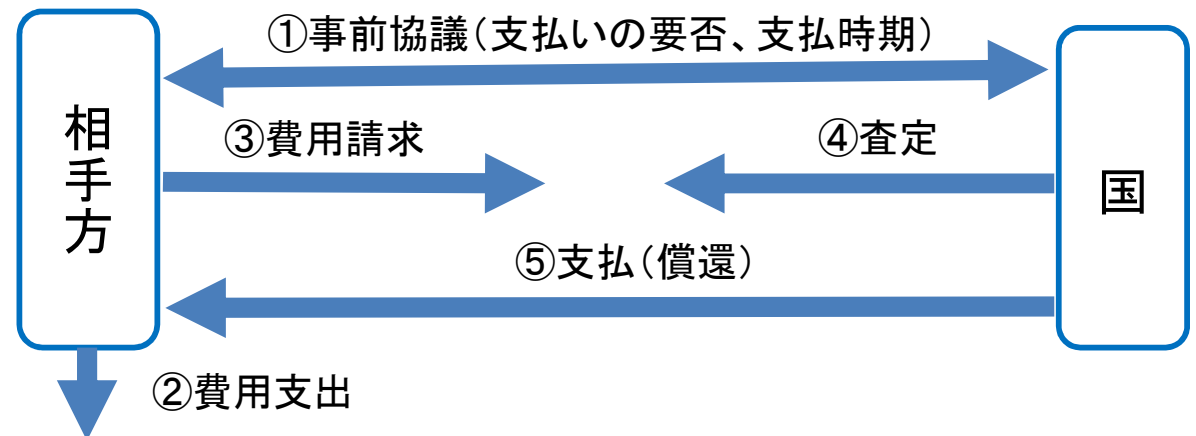 ①事前協議（支払いの要否、支払時期）
相手方
③費用請求
④査定
国
⑤支払（償還）
②費用支出